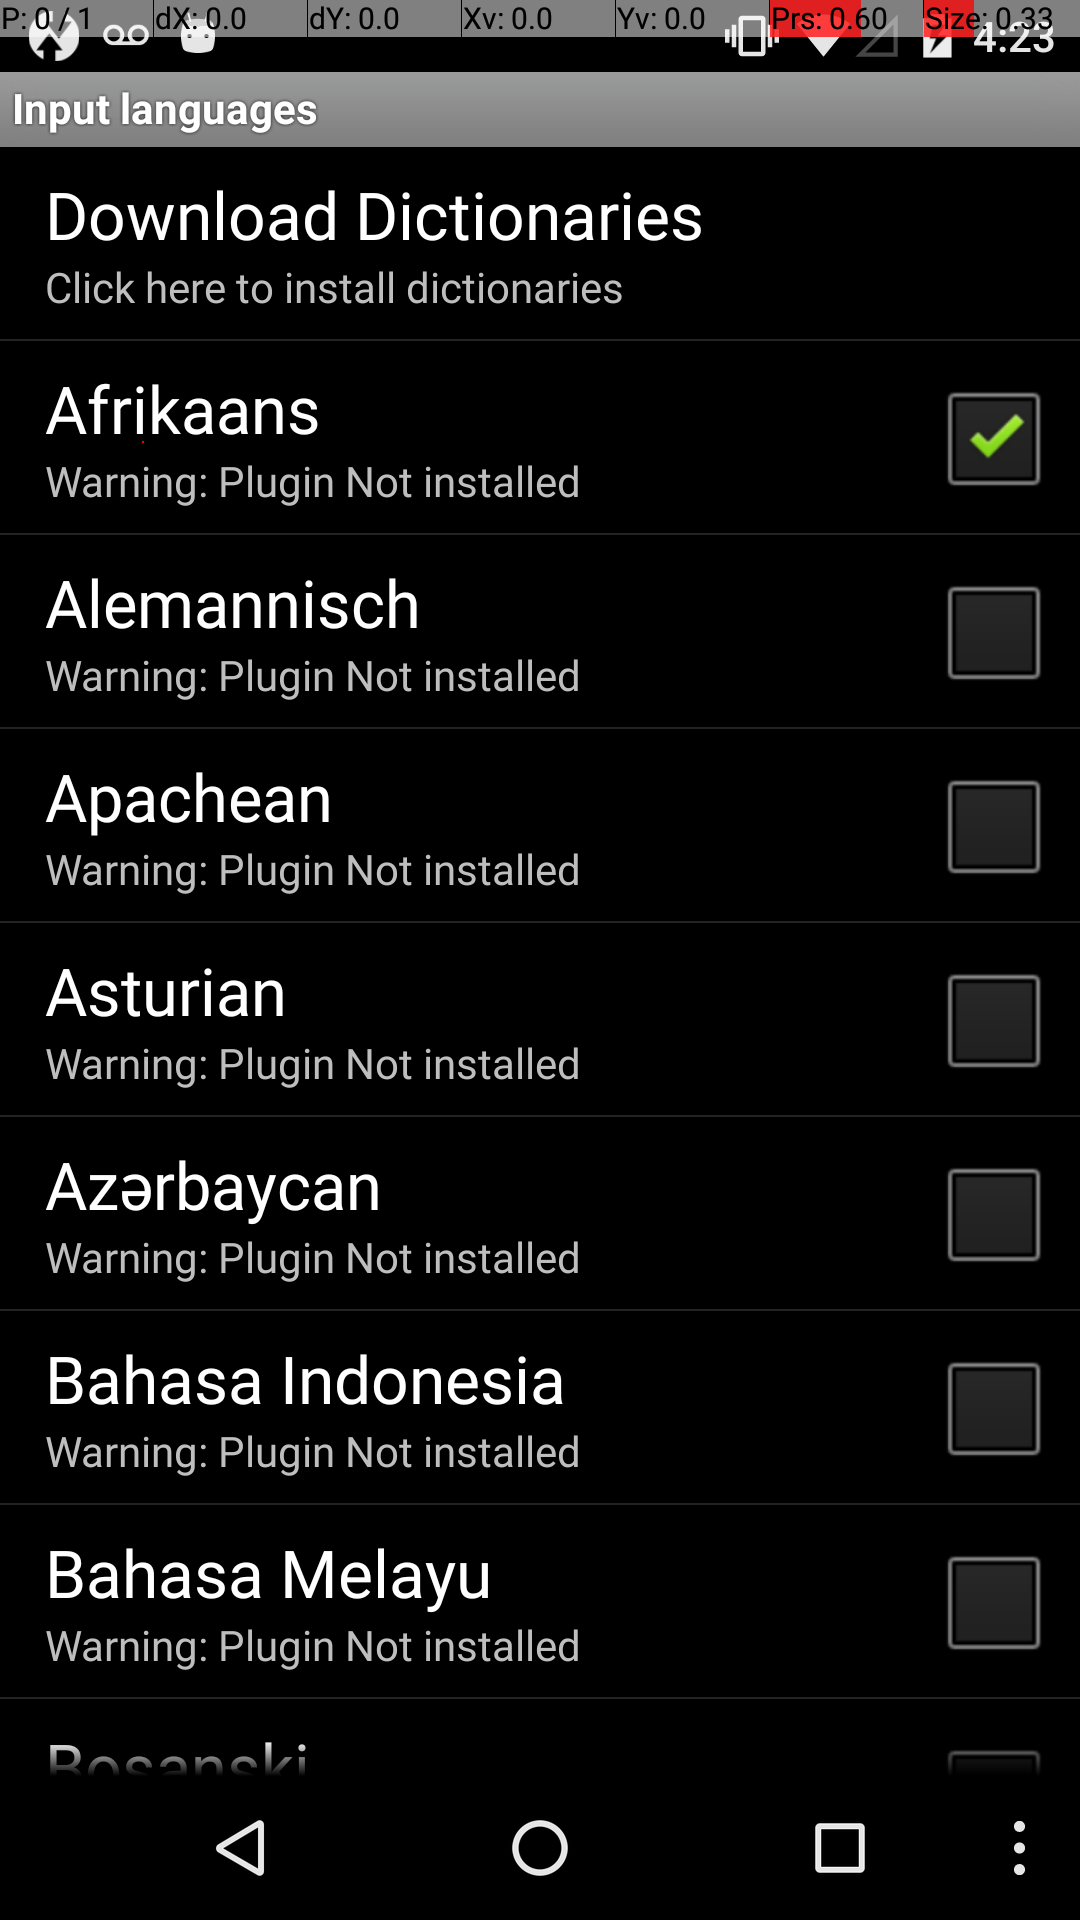 P: 0 / 1 dX: 0.0 dY: 0.0 Xv: 0.0 Yv: 0.0 Prs: 0.60 Size: 0.33
4:23
Input languages
Download Dictionaries
Click here to install dictionaries
Afrikaans
Warning: Plugin Not installed
Alemannisch
Warning: Plugin Not installed
Apachean
Warning: Plugin Not installed
Asturian
Warning: Plugin Not installed
Azərbaycan
Warning: Plugin Not installed
Bahasa Indonesia
Warning: Plugin Not installed
Bahasa Melayu
Warning: Plugin Not installed
Bosanski